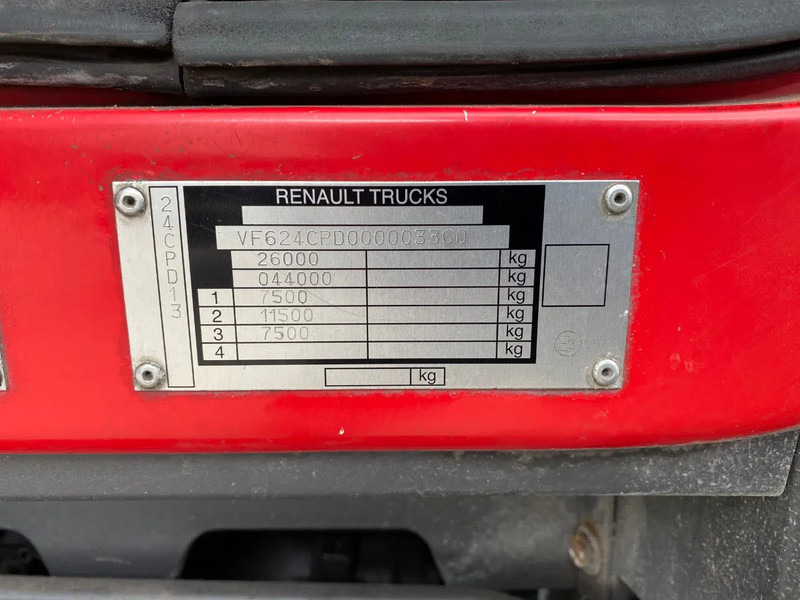 24CPD13
RENAULT TRUCKS
VF624CPD000003360
26000 kg
044000 kg
1 7500 kg
2 11500 kg
3 7500 kg
4 kg
kg